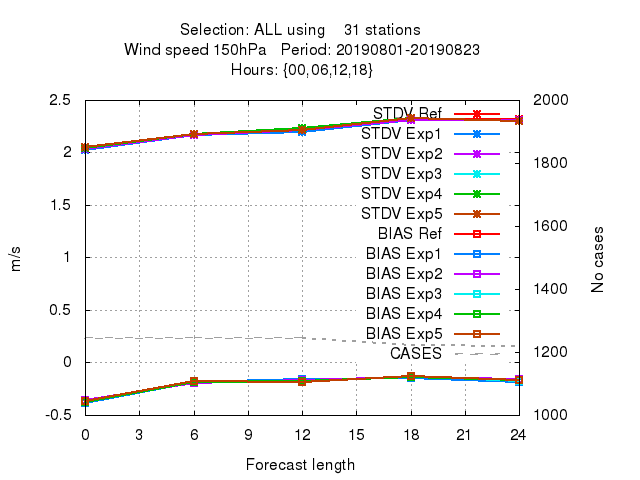 Selection: ALL using 31 stations
Wind speed 150hPa Period: 20190801-20190823
Hours: {00,06,12,18}
2.5
2
1.5
1
0.5
0
-0.5
m/s
2000
1800
1600
1400
1200
1000
No cases
STDV Ref
STDV Exp1
STDV Exp2
STDV Exp3
STDV Exp4
STDV Exp5
BIAS Ref
BIAS Exp1
BIAS Exp2
BIAS Exp3
BIAS Exp4
BIAS Exp5
CASES
0 3 6 9 12 15 18 21 24
Forecast length